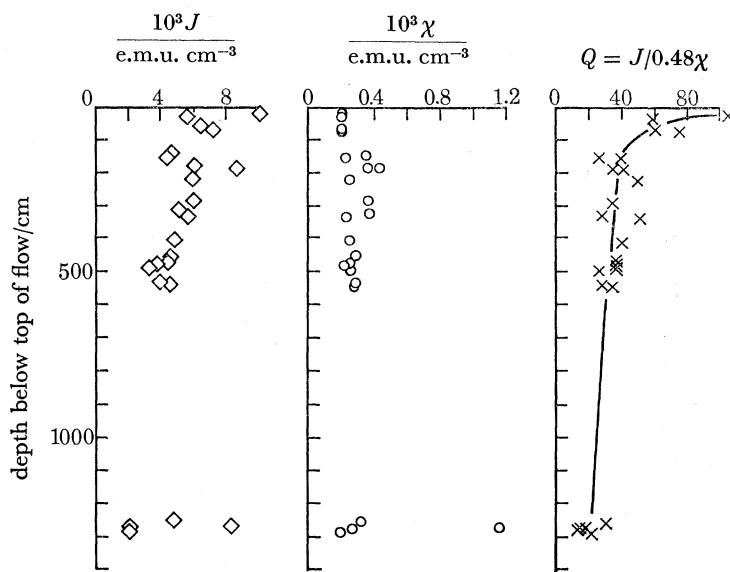 10³J
e.m.u. cm⁻³
10³χ
e.m.u. cm⁻³
Q = J/0.48χ
0 4 8
0 0.4 0.8 1.2
0 40 80
500
1000
depth below top of flow/cm